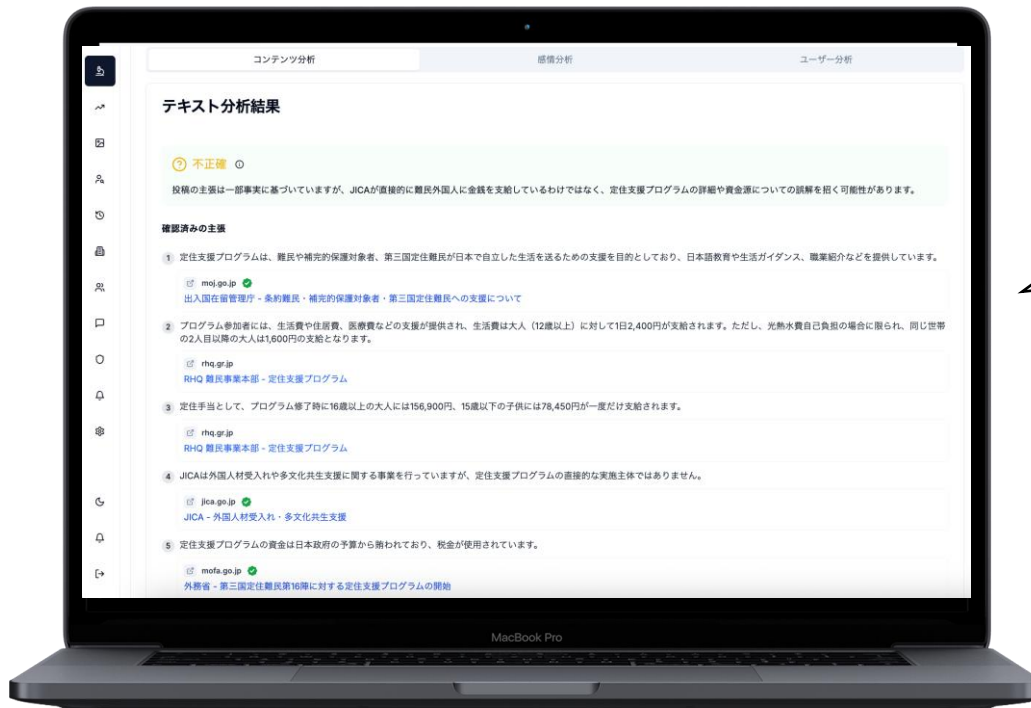 コンテンツ分析
感情分析
ユーザー分析
テキスト分析結果
不正確
投稿の主張は一部事実に基づいていますが、JICAが直接的に難民外国人に金銭を支給しているわけではなく、定住支援プログラムの詳細や資金源についての誤解を招く可能性があります。
確認済みの主張
1 定住支援プログラムは、難民や補完的保護対象者、第三国定住難民が日本で自立した生活を送るための支援を目的としており、日本語教育や生活ガイダンス、職業紹介などを提供しています。
moj.go.jp
出入国在留管理庁 - 条約難民・補完的保護対象者・第三国定住難民への支援について
2 プログラム参加者には、生活費や住居費、医療費などの支援が提供され、生活費は大人（12歳以上）に対して1日2,400円が支給されます。ただし、光熱水費自己負担の場合に限られ、同じ世帯
の2人目以降の大人は1,600円の支給となります。
rhq.gr.jp
RHQ 難民事業本部 - 定住支援プログラム
3 定住手当として、プログラム修了時に16歳以上の大人には156,900円、15歳以下の子供には78,450円が一度だけ支給されます。
rhq.gr.jp
RHQ 難民事業本部 - 定住支援プログラム
4 JICAは外国人材受入れや多文化共生支援に関する事業を行っていますが、定住支援プログラムの直接的な実施主体ではありません。
jica.go.jp
JICA - 外国人材受入れ・多文化共生支援
5 定住支援プログラムの資金は日本政府の予算から賄われており、税金が使用されています。
mofa.go.jp
外務省 - 第三国定住難民第16陣に対する定住支援プログラムの開始
MacBook Pro